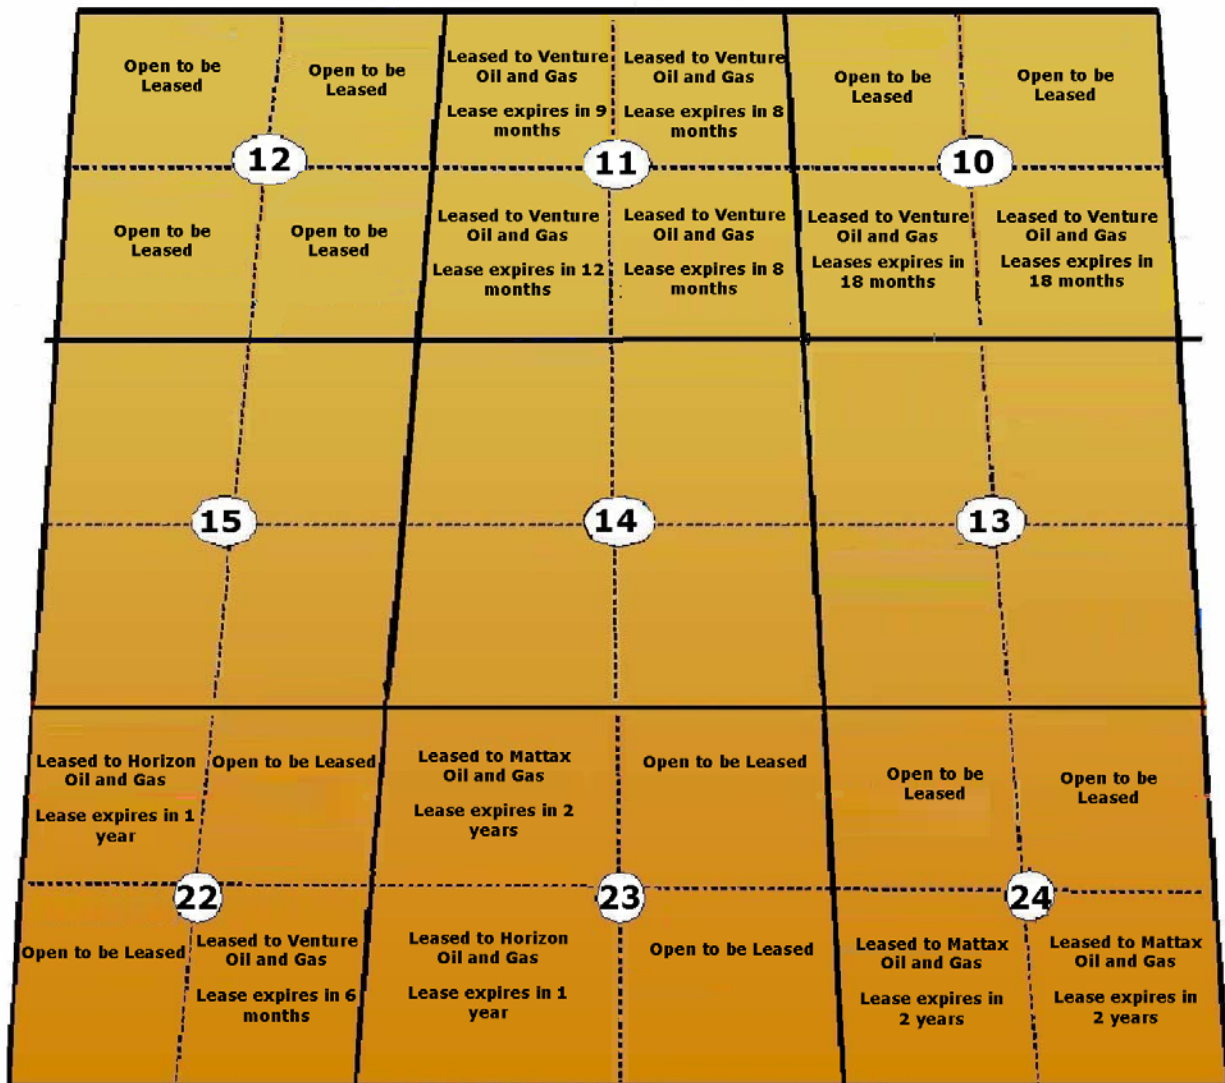 Open to be
Leased
Open to be
Leased
Leased to Venture
Oil and Gas
Lease expires in 9
months
Leased to Venture
Oil and Gas
Lease expires in 8
months
Open to be
Leased
Open to be
Leased
12
11
10
Open to be
Leased
Open to be
Leased
Leased to Venture
Oil and Gas
Lease expires in 12
months
Leased to Venture
Oil and Gas
Lease expires in 8
months
Leased to Venture
Oil and Gas
Leases expires in
18 months
Leased to Venture
Oil and Gas
Leases expires in
18 months
15
14
13
Leased to Horizon
Oil and Gas
Lease expires in 1
year
Open to be Leased
Leased to Mattax
Oil and Gas
Lease expires in 2
years
Open to be Leased
Open to be
Leased
Open to be
Leased
22
23
24
Open to be Leased
Leased to Venture
Oil and Gas
Lease expires in 6
months
Leased to Horizon
Oil and Gas
Lease expires in 1
year
Open to be Leased
Leased to Mattax
Oil and Gas
Lease expires in
2 years
Leased to Mattax
Oil and Gas
Lease expires in
2 years